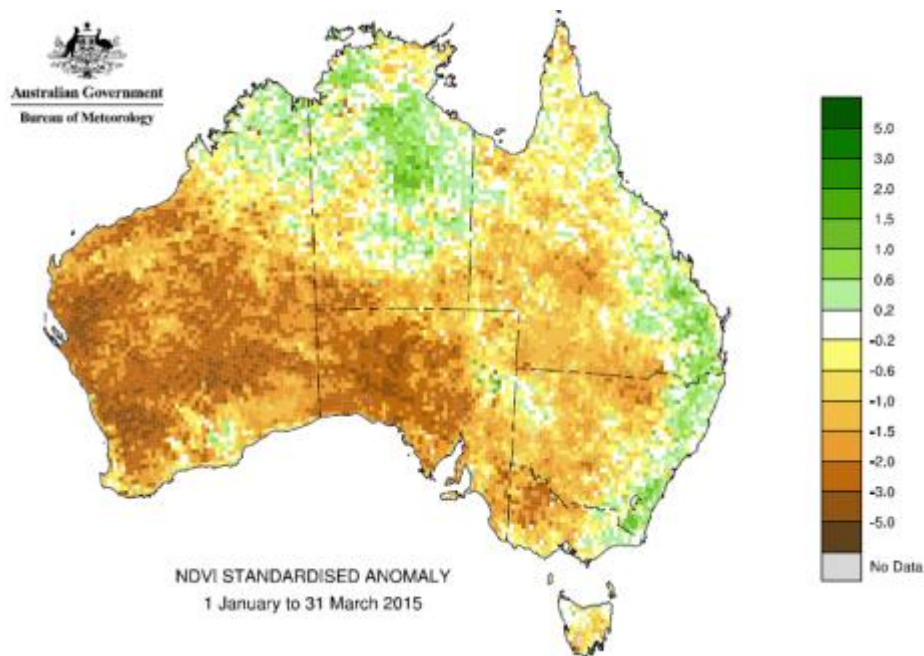 Australian Government
Bureau of Meteorology
5.0
3.0
2.0
1.5
1.0
0.6
0.2
-0.2
-0.6
-1.0
-1.5
-2.0
-3.0
-5.0
No Data
NDVI STANDARDISED ANOMALY
1 January to 31 March 2015